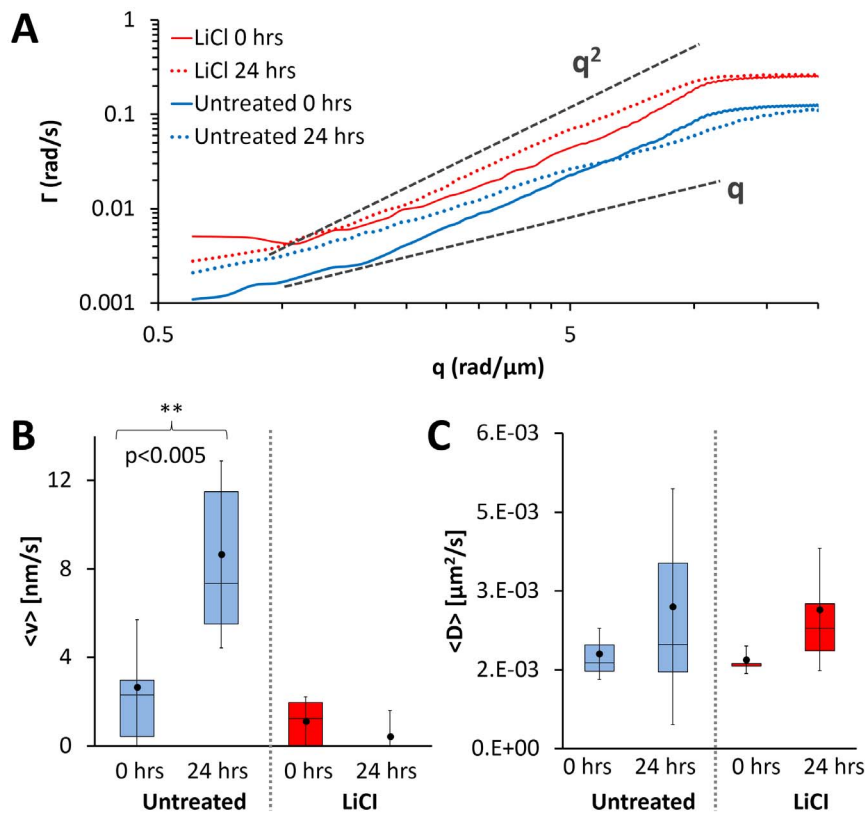 A
LiCl 0 hrs
LiCl 24 hrs
Untreated 0 hrs
Untreated 24 hrs
q²
q
1
0.1
0.01
0.001
Γ (rad/s)
0.5
5
q (rad/μm)
B
**
p<0.005
12
8
4
0
<v> [nm/s]
0 hrs
24 hrs
0 hrs
24 hrs
Untreated
LiCl
C
6.E-03
5.E-03
3.E-03
2.E-03
0.E+00
<D> [μm²/s]
0 hrs
24 hrs
0 hrs
24 hrs
Untreated
LiCl